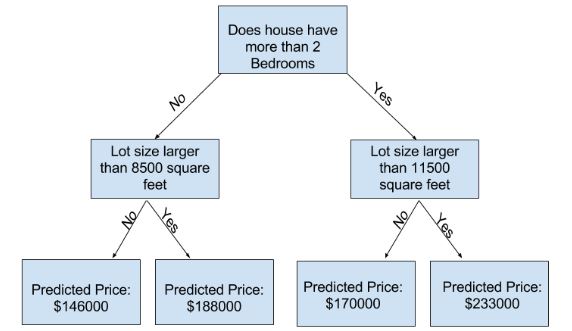 Does house have
more than 2
Bedrooms
No
Yes
Lot size larger
than 8500 square
feet
Lot size larger
than 11500
square feet
No
Yes
No
Yes
Predicted Price:
$146000
Predicted Price:
$188000
Predicted Price:
$170000
Predicted Price:
$233000